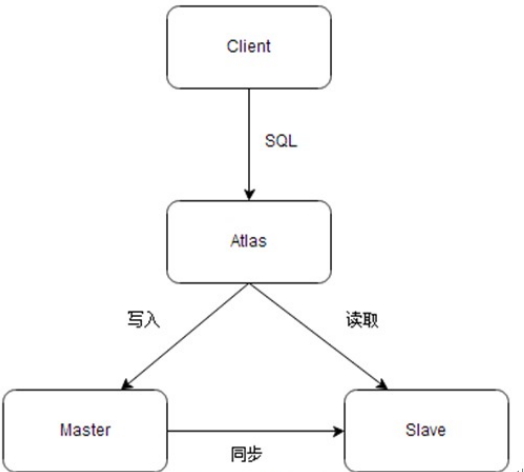 Client
SQL
Atlas
写入
读取
Master
Slave
同步